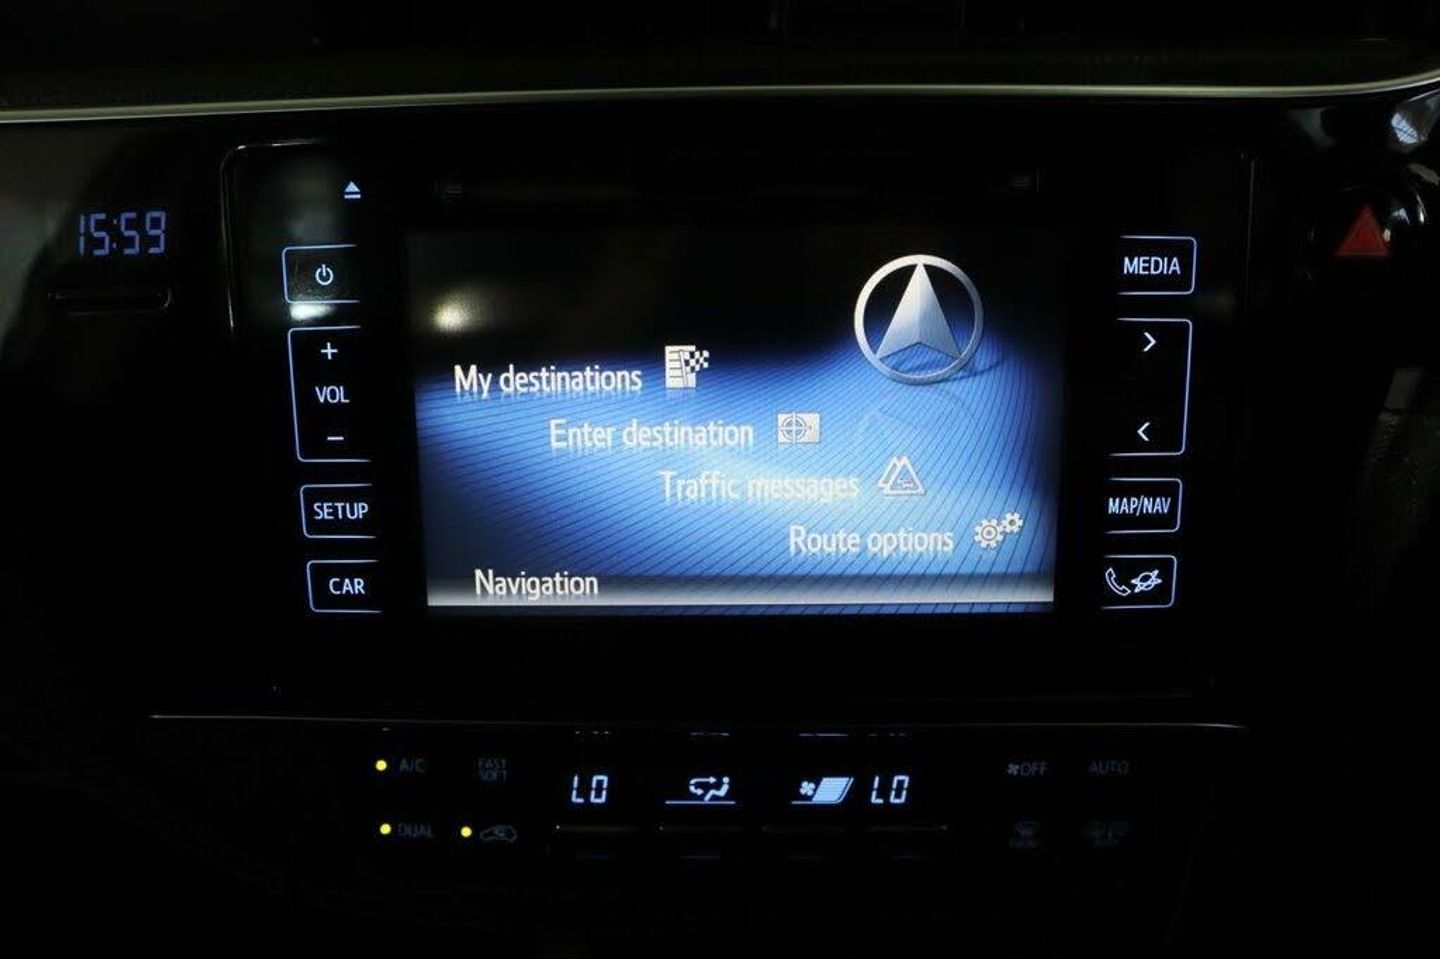 15:59
MEDIA
+
VOL
-
My destinations
Enter destination
Traffic messages
SETUP
MAP/NAV
Route options
CAR
Navigation
A/C
FAST
SOFT
LO
LO
OFF
AUTO
DUAL